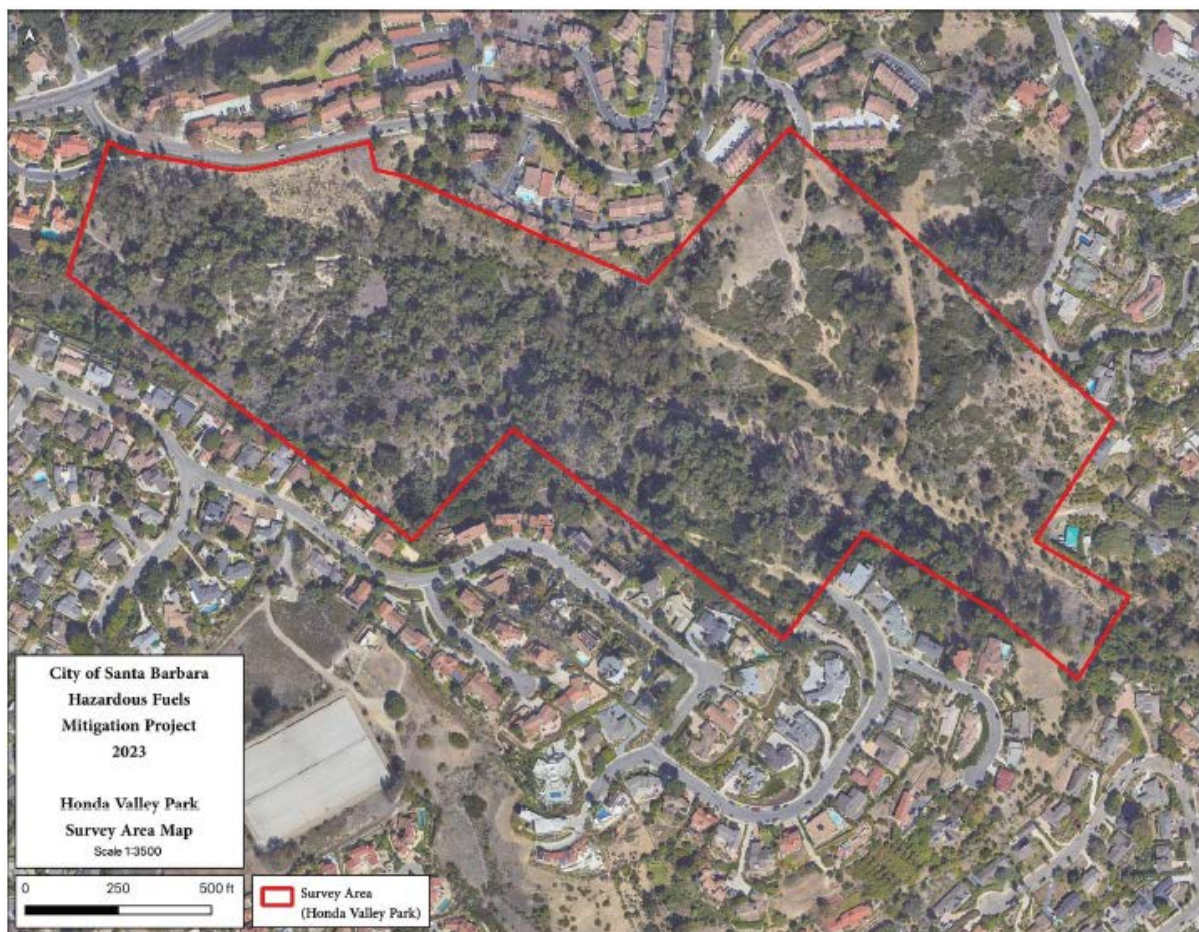 City of Santa Barbara
Hazardous Fuels
Mitigation Project
2023
Honda Valley Park
Survey Area Map
Scale 1:3500
0 250 500 ft
Survey Area
(Honda Valley Park)